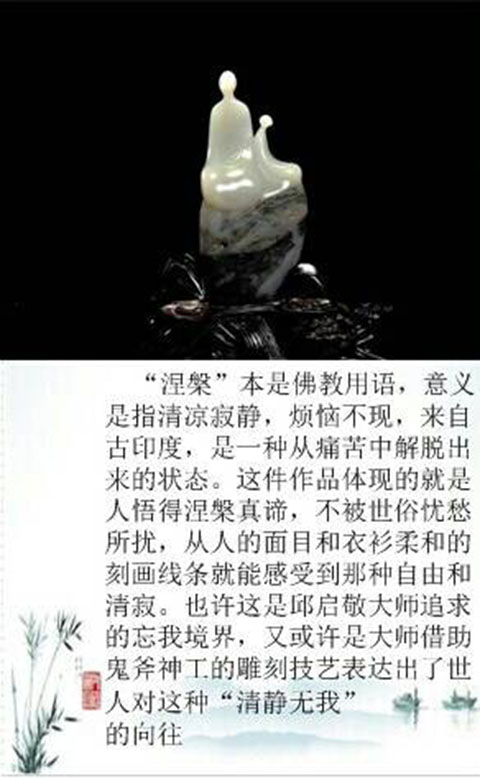 “涅槃”本是佛教用语，意义
是指清凉寂静，烦恼不现，来自
古印度，是一种从痛苦中解脱出
来的状态。这件作品体现的就是
人悟得涅槃真谛，不被世俗忧愁
所扰，从人的面目和衣衫柔和的
刻画线条就能感受到那种自由和
清寂。也许这是邱启敬大师追求
的忘我境界，又或许是大师借助
鬼斧神工的雕刻技艺表达出了世
人对这种“清静无我”
的向往